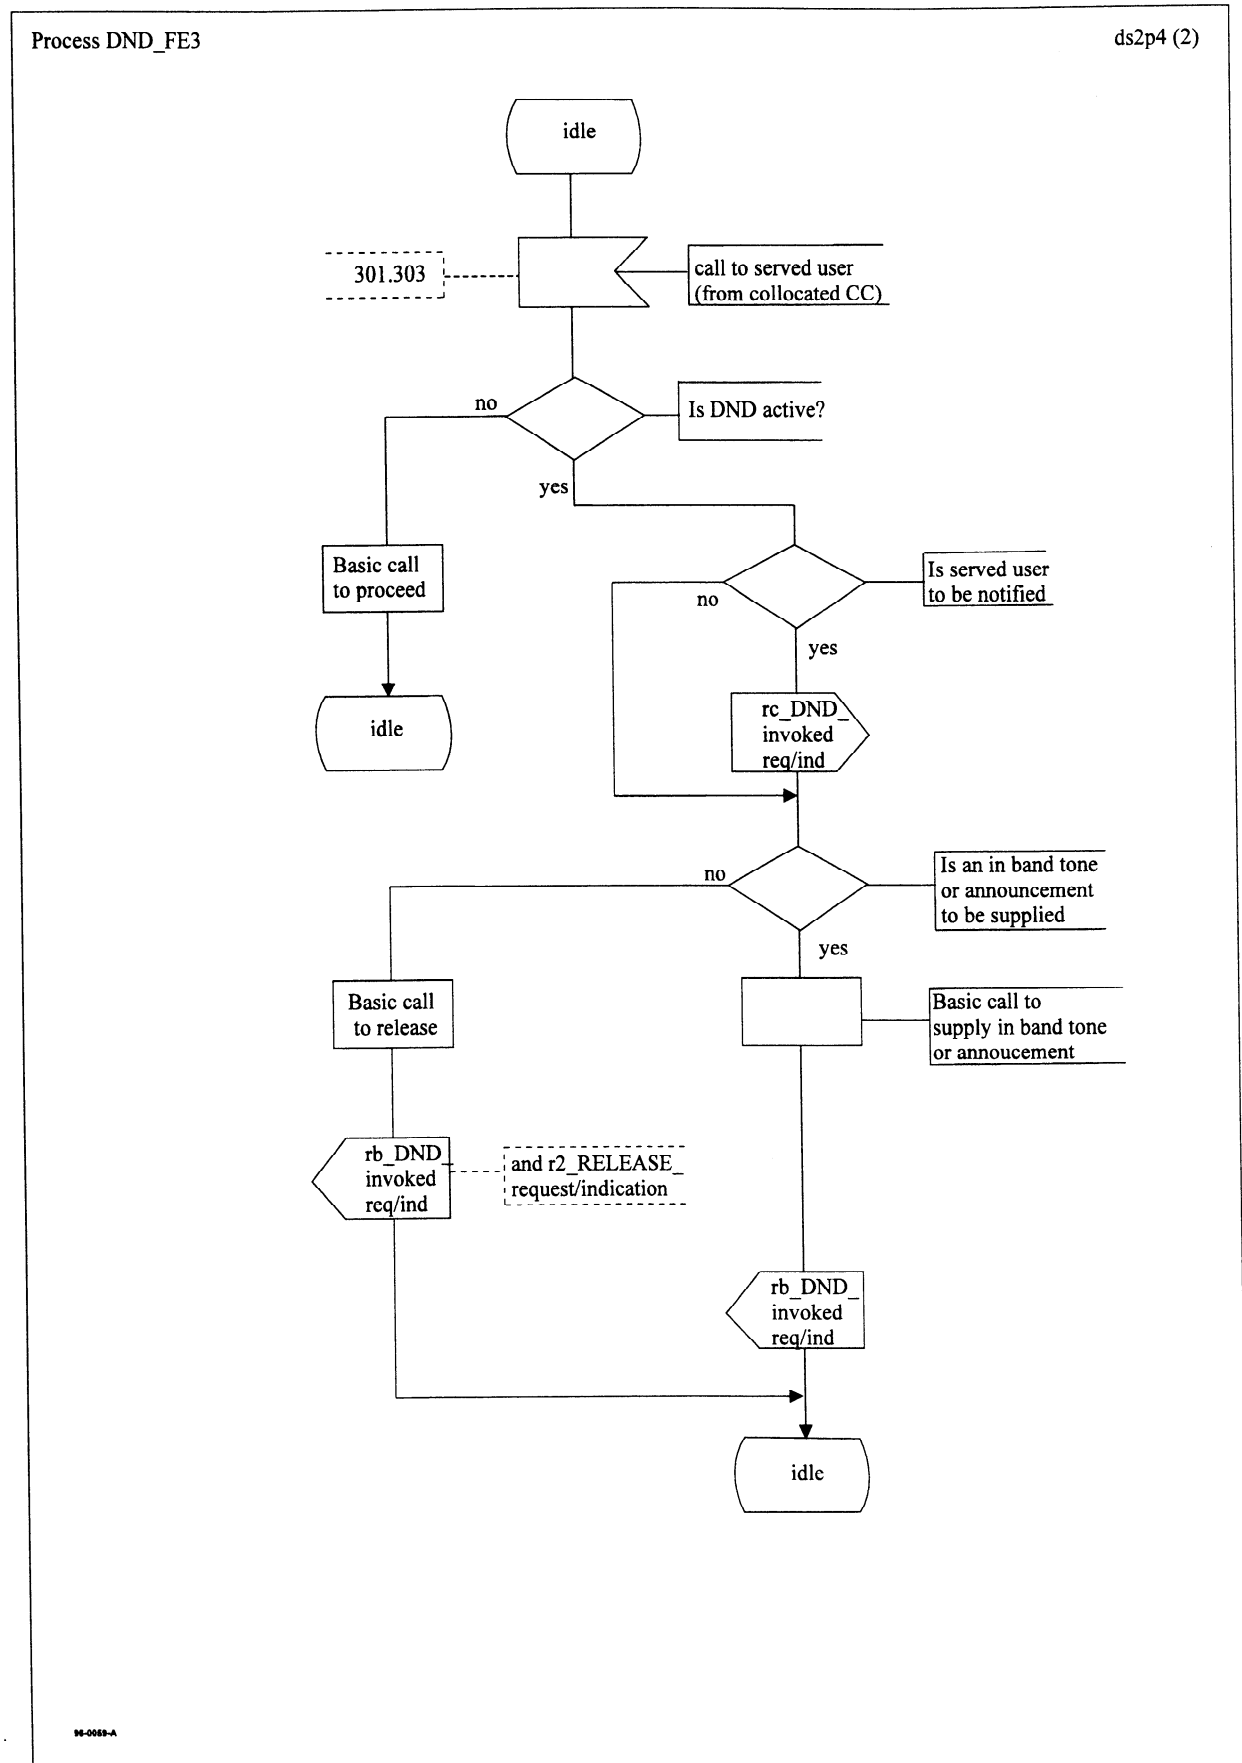 Process DND_FE3
ds2p4 (2)
idle
301.303
call to served user
(from collocated CC)
no
Is DND active?
yes
Basic call
to proceed
idle
Is served user
to be notified
no
yes
rc_DND_
invoked
req/ind
no
Is an in band tone
or announcement
to be supplied
yes
Basic call
to release
Basic call to
supply in band tone
or annoucement
rb_DND_
invoked
req/ind
and r2_RELEASE_
request/indication
rb_DND_
invoked
req/ind
idle
96-0059-A